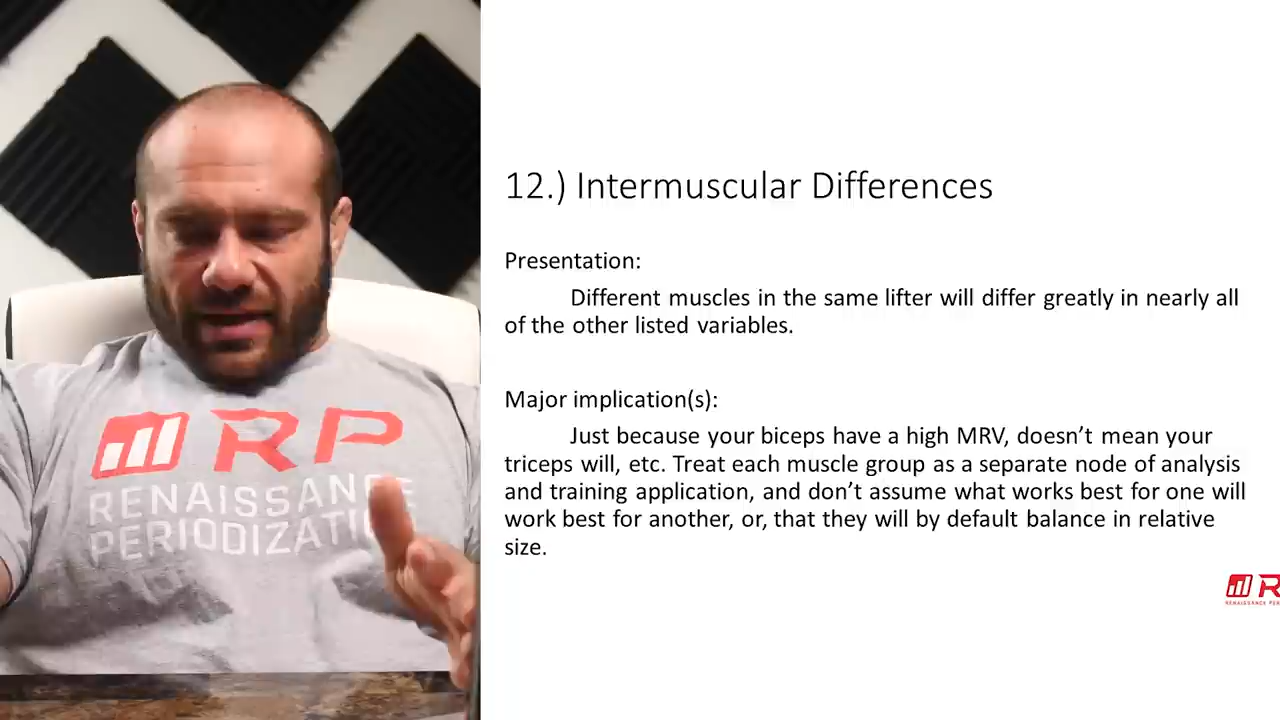 12.) Intermuscular Differences
Presentation:
Different muscles in the same lifter will differ greatly in nearly all
of the other listed variables.
Major implication(s):
Just because your biceps have a high MRV, doesn’t mean your
triceps will, etc. Treat each muscle group as a separate node of analysis
and training application, and don’t assume what works best for one will
work best for another, or, that they will by default balance in relative
size.
RP
RENAISSANCE
PERIODIZATI